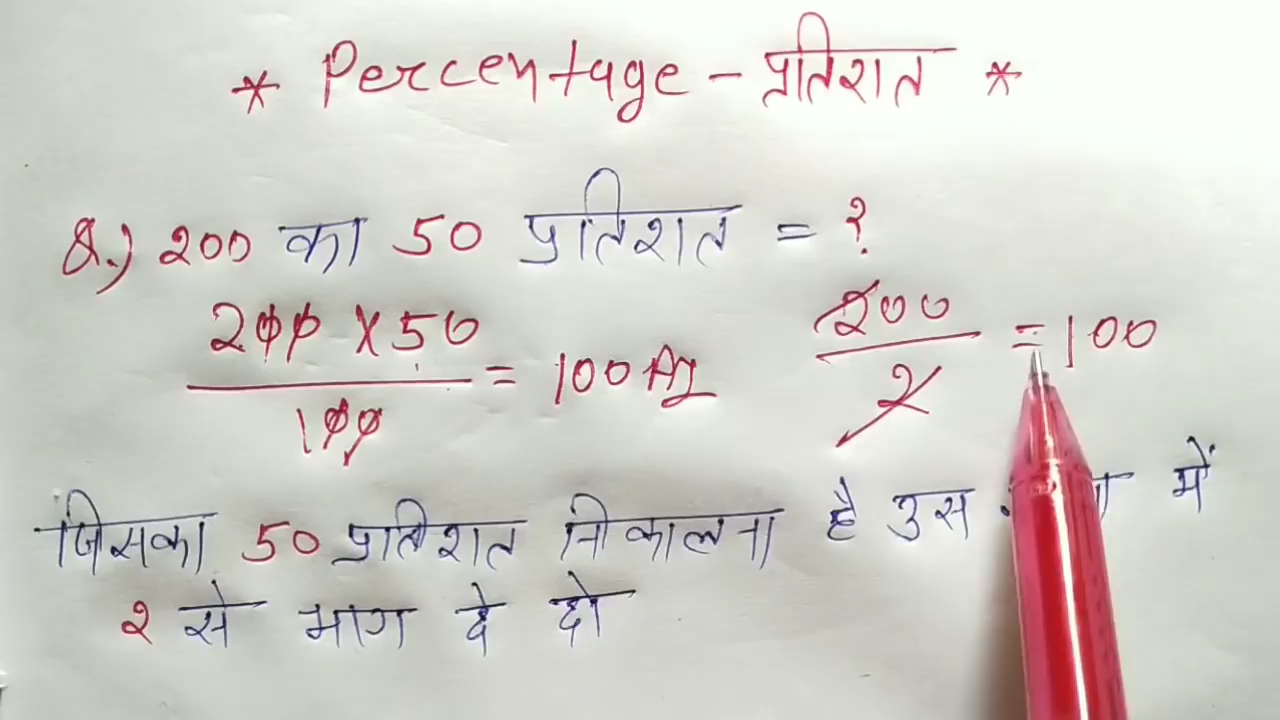 * Percentage - प्रतिशत *
Q.) 200 का 50 प्रतिशत = ?
200 X 50
100
= 100 Ans
200
2
= 100
जिसका 50 प्रतिशत निकालना है उस में
2 से भाग दे दो